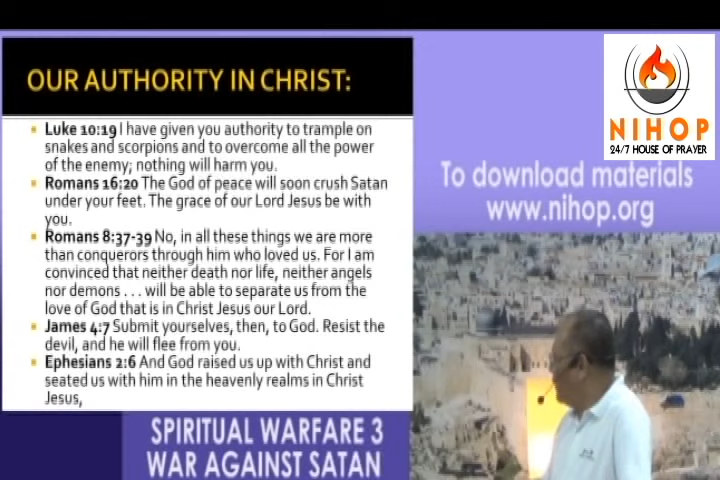 OUR AUTHORITY IN CHRIST:
Luke 10:19 I have given you authority to trample on
snakes and scorpions and to overcome all the power
of the enemy; nothing will harm you.
Romans 16:20 The God of peace will soon crush Satan
under your feet. The grace of our Lord Jesus be with
you.
Romans 8:37-39 No, in all these things we are more
than conquerors through him who loved us. For I am
convinced that neither death nor life, neither angels
nor demons . . . will be able to separate us from the
love of God that is in Christ Jesus our Lord.
James 4:7 Submit yourselves, then, to God. Resist the
devil, and he will flee from you.
Ephesians 2:6 And God raised us up with Christ and
seated us with him in the heavenly realms in Christ
Jesus,
NIHOP
24/7 HOUSE OF PRAYER
To download materials
www.nihop.org
SPIRITUAL WARFARE 3
WAR AGAINST SATAN